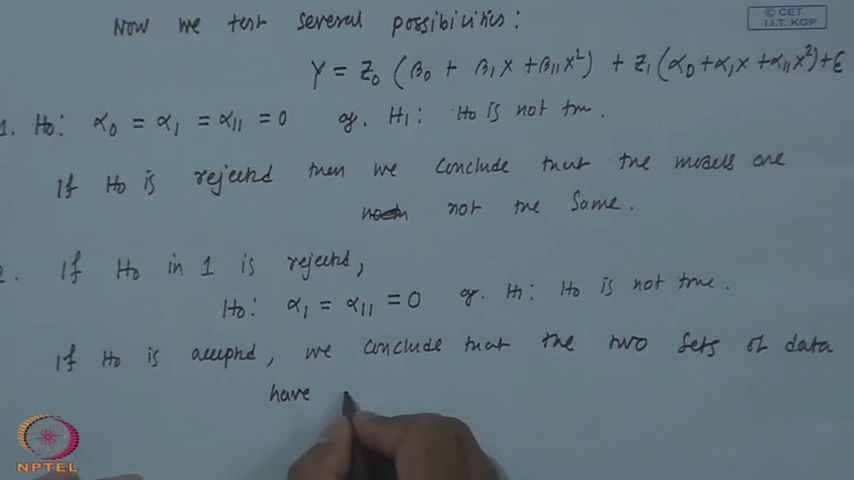 © CET
I.I.T. KGP
Now we test several possibilities:
Y = Z₀ (β₀ + β₁x + β₁₁x²) + Z₁(α₀+α₁x+α₁₁x²)+ε
1. H₀: α₀ = α₁ = α₁₁ = 0 ag. H₁: H₀ is not true.
If H₀ is rejected then we conclude that the models are
not the same.
2. If H₀ in 1 is rejected,
H₀: α₁ = α₁₁ = 0 ag. H₁: H₀ is not true.
If H₀ is accepted, we conclude that the two sets of data
have
NPTEL